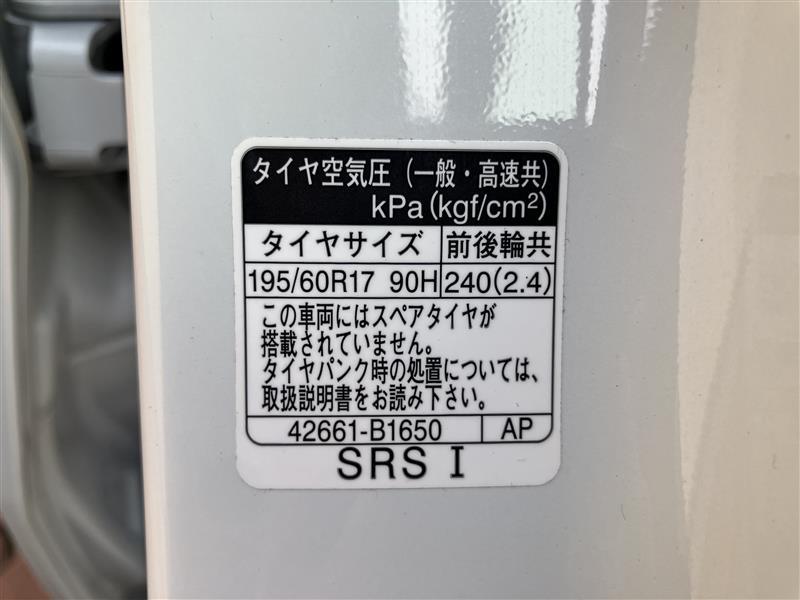 タイヤ空気圧（一般・高速共）
kPa(kgf/cm²)
タイヤサイズ 前後輪共
195/60R17 90H 240(2.4)
この車両にはスペアタイヤが
搭載されていません。
タイヤパンク時の処置については、
取扱説明書をお読み下さい。
42661-B1650 AP
SRS I